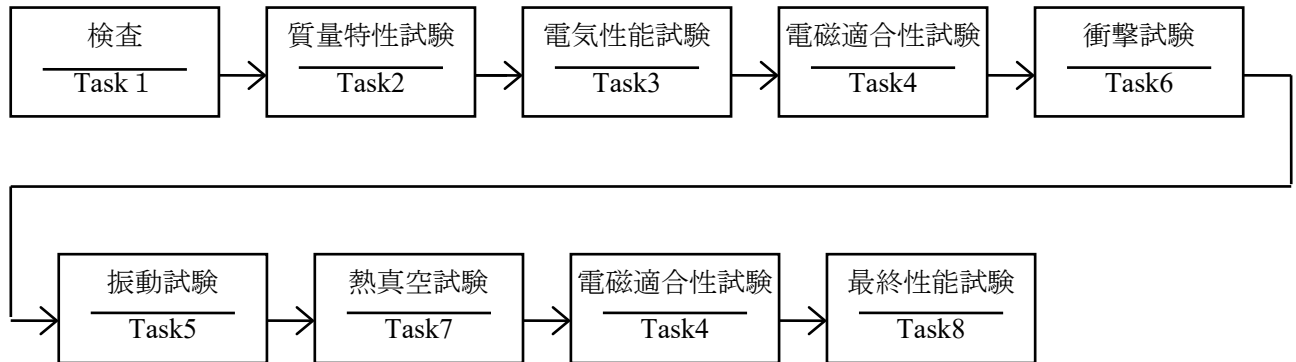 検査
Task 1
質量特性試験
Task2
電気性能試験
Task3
電磁適合性試験
Task4
衝撃試験
Task6
振動試験
Task5
熱真空試験
Task7
電磁適合性試験
Task4
最終性能試験
Task8